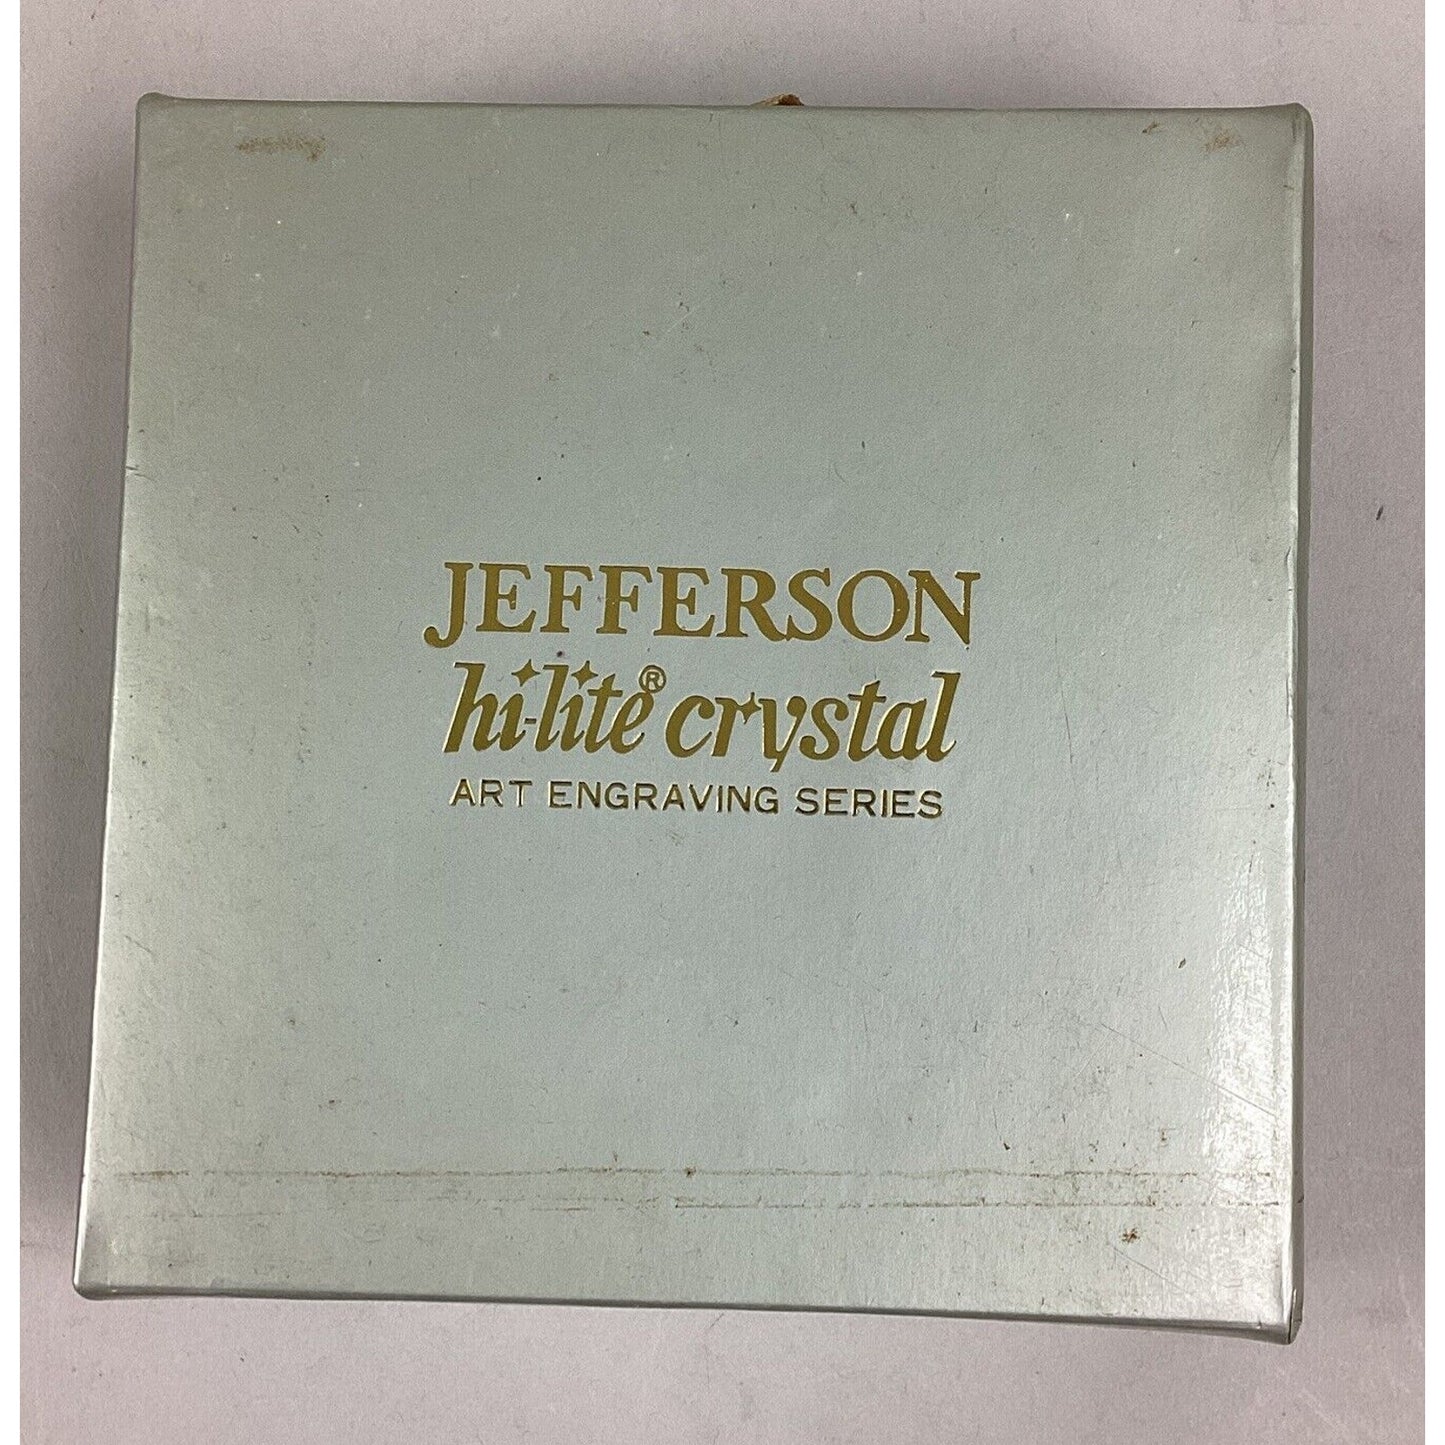 JEFFERSON
hi-lite® crystal
ART ENGRAVING SERIES